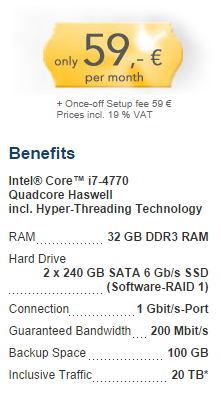 only 59,- €
per month
+ Once-off Setup fee 59 €
Prices incl. 19 % VAT
Benefits
Intel® Core™ i7-4770
Quadcore Haswell
incl. Hyper-Threading Technology
RAM 32 GB DDR3 RAM
Hard Drive
2 x 240 GB SATA 6 Gb/s SSD
(Software-RAID 1)
Connection 1 Gbit/s-Port
Guaranteed Bandwidth 200 Mbit/s
Backup Space 100 GB
Inclusive Traffic 20 TB*